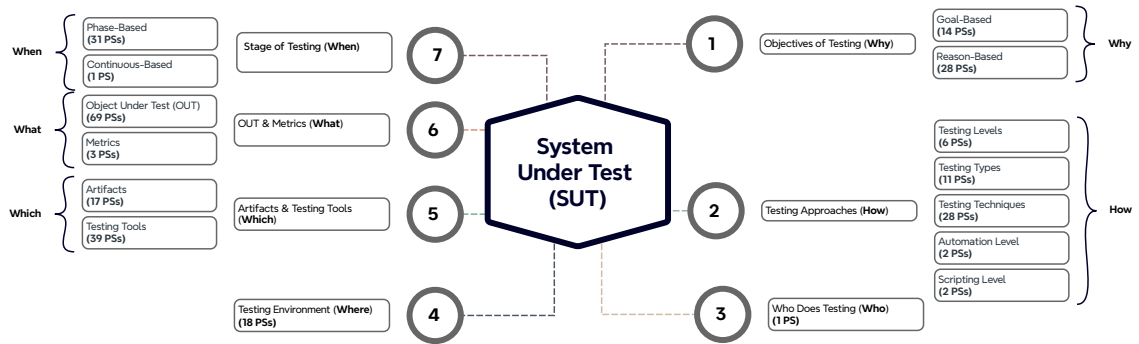 When
Phase-Based
(31 PSs)
Continuous-Based
(1 PS)
Stage of Testing (When)
7
What
Object Under Test (OUT)
(69 PSs)
Metrics
(3 PSs)
OUT & Metrics (What)
6
Which
Artifacts
(17 PSs)
Testing Tools
(39 PSs)
Artifacts & Testing Tools
(Which)
5
Testing Environment (Where)
(18 PSs)
4
System
Under Test
(SUT)
1
Objectives of Testing (Why)
Goal-Based
(14 PSs)
Reason-Based
(28 PSs)
Why
2
Testing Approaches (How)
Testing Levels
(6 PSs)
Testing Types
(11 PSs)
Testing Techniques
(28 PSs)
Automation Level
(2 PSs)
Scripting Level
(2 PSs)
How
3
Who Does Testing (Who)
(1 PS)